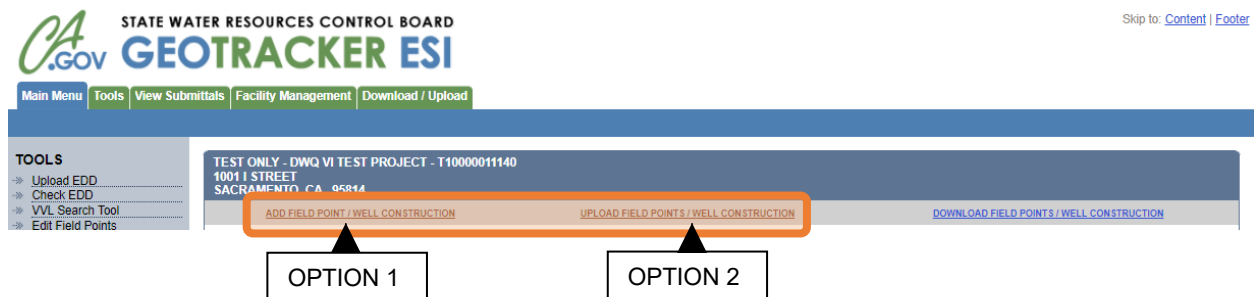 CA.GOV
STATE WATER RESOURCES CONTROL BOARD
GEOTRACKER ESI
Skip to: Content | Footer
Main Menu Tools View Submittals Facility Management Download / Upload
TOOLS
Upload EDD
Check EDD
VVL Search Tool
Edit Field Points
TEST ONLY - DWQ VI TEST PROJECT - T10000011140
1001 I STREET
SACRAMENTO, CA 95814
ADD FIELD POINT / WELL CONSTRUCTION UPLOAD FIELD POINTS / WELL CONSTRUCTION DOWNLOAD FIELD POINTS / WELL CONSTRUCTION
OPTION 1 OPTION 2